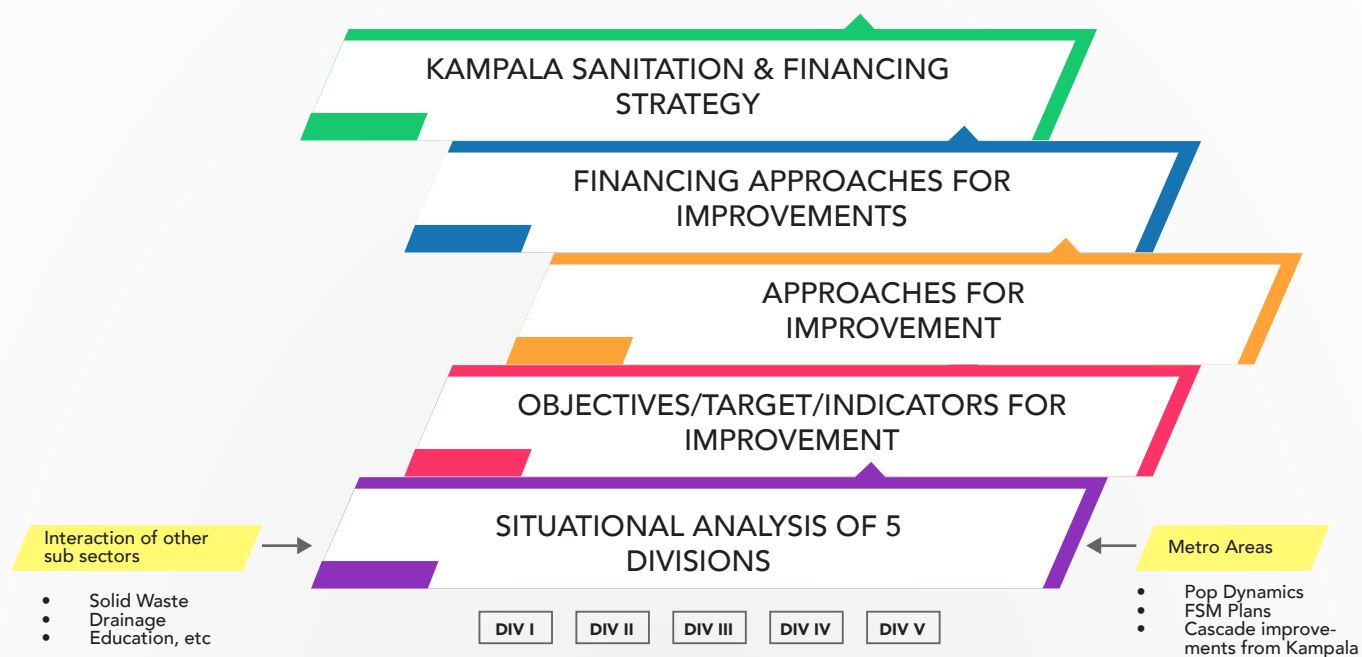 KAMPALA SANITATION & FINANCING
STRATEGY
FINANCING APPROACHES FOR
IMPROVEMENTS
APPROACHES FOR
IMPROVEMENT
OBJECTIVES/TARGET/INDICATORS FOR
IMPROVEMENT
SITUATIONAL ANALYSIS OF 5
DIVISIONS
Interaction of other
sub sectors
• Solid Waste
• Drainage
• Education, etc
DIV I
DIV II
DIV III
DIV IV
DIV V
Metro Areas
• Pop Dynamics
• FSM Plans
• Cascade improve-
ments from Kampala